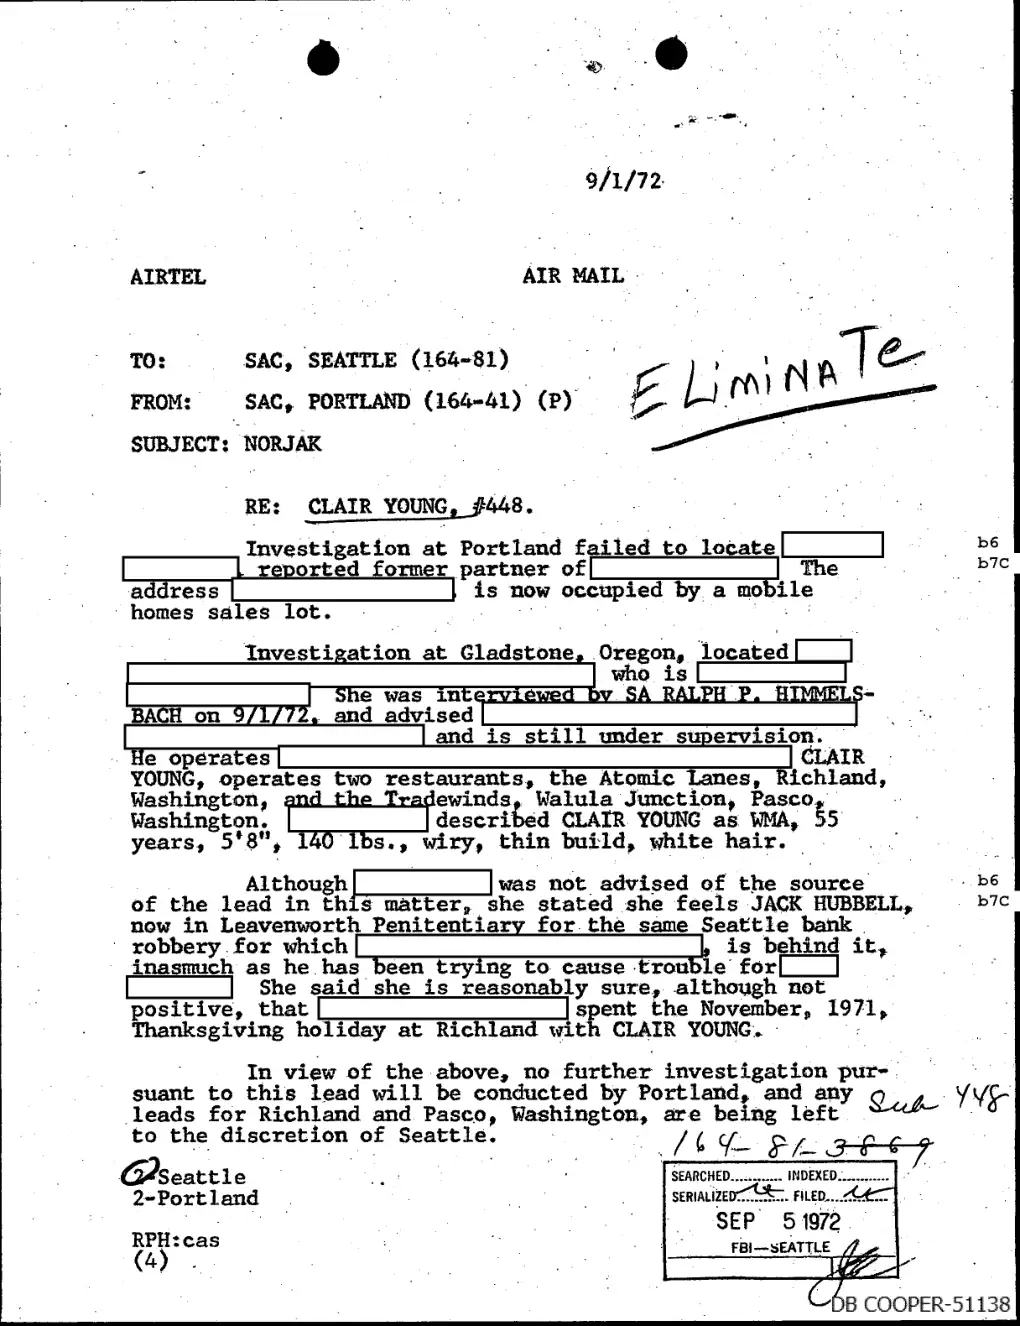 9/1/72
AIRTEL AIR MAIL
TO: SAC, SEATTLE (164-81)
ELimiNATe
FROM: SAC, PORTLAND (164-41) (P)
SUBJECT: NORJAK
RE: CLAIR YOUNG, #448.
Investigation at Portland failed to locate b6
reported former partner of The b7C
address is now occupied by a mobile
homes sales lot.
Investigation at Gladstone, Oregon, located
who is
She was interviewed by SA RALPH P. HIMMELS-
BACH on 9/1/72, and advised
and is still under supervision.
He operates CLAIR
YOUNG, operates two restaurants, the Atomic Lanes, Richland,
Washington, and the Tradewinds, Walula Junction, Pasco,
Washington. described CLAIR YOUNG as WMA, 55
years, 5'8", 140 lbs., wiry, thin build, white hair.
Although was not advised of the source b6
of the lead in this matter, she stated she feels JACK HUBBELL, b7C
now in Leavenworth Penitentiary for the same Seattle bank
robbery for which , is behind it,
inasmuch as he has been trying to cause trouble for
She said she is reasonably sure, although not
positive, that spent the November, 1971,
Thanksgiving holiday at Richland with CLAIR YOUNG.
In view of the above, no further investigation pur-
suant to this lead will be conducted by Portland, and any
leads for Richland and Pasco, Washington, are being left
to the discretion of Seattle.
Sub 448
164-81-3869
2-Seattle
2-Portland
RPH:cas
(4)
SEARCHED INDEXED
SERIALIZED FILED
SEP 5 1972
FBI—SEATTLE
DB COOPER-51138